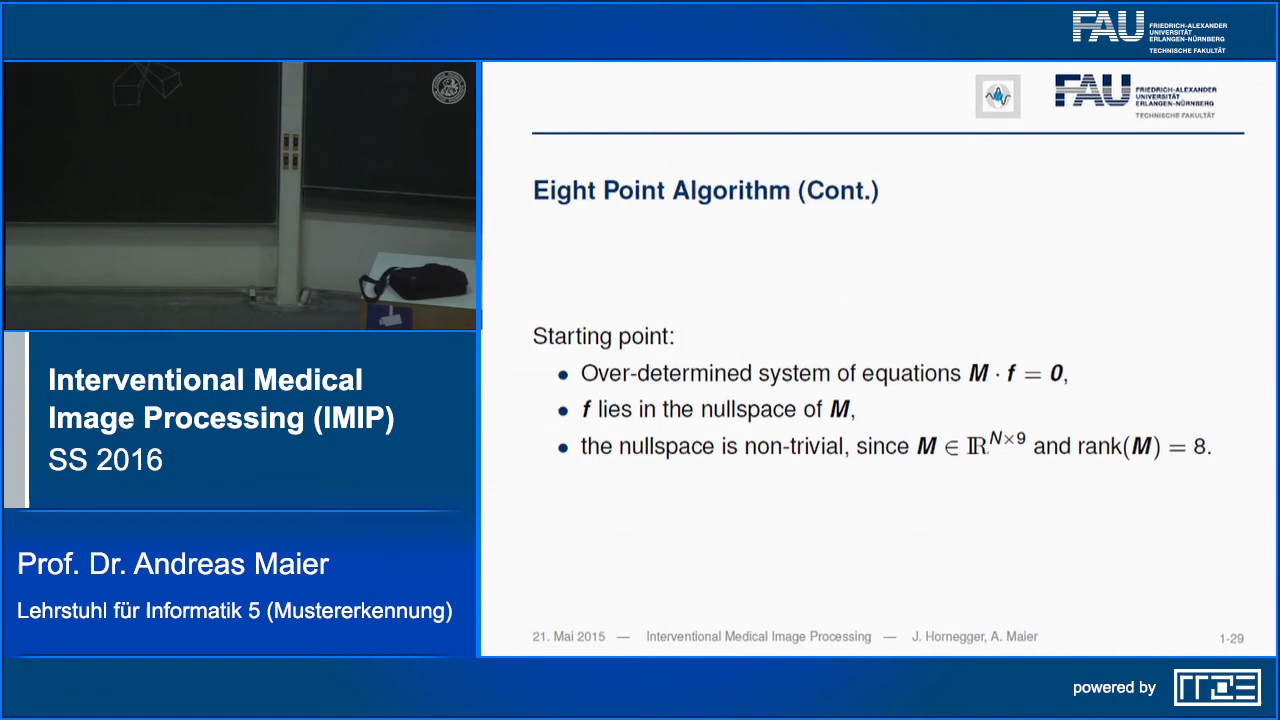 FAU
FRIEDRICH-ALEXANDER
UNIVERSITÄT
ERLANGEN-NÜRNBERG
TECHNISCHE FAKULTÄT
FAU
FRIEDRICH-ALEXANDER
UNIVERSITÄT
ERLANGEN-NÜRNBERG
TECHNISCHE FAKULTÄT
Eight Point Algorithm (Cont.)
Starting point:
• Over-determined system of equations M · f = 0,
• f lies in the nullspace of M,
• the nullspace is non-trivial, since M ∈ ℝ^{N×9} and rank(M) = 8.
21. Mai 2015 — Interventional Medical Image Processing — J. Hornegger, A. Maier
1-29
Interventional Medical
Image Processing (IMIP)
SS 2016
Prof. Dr. Andreas Maier
Lehrstuhl für Informatik 5 (Mustererkennung)
powered by